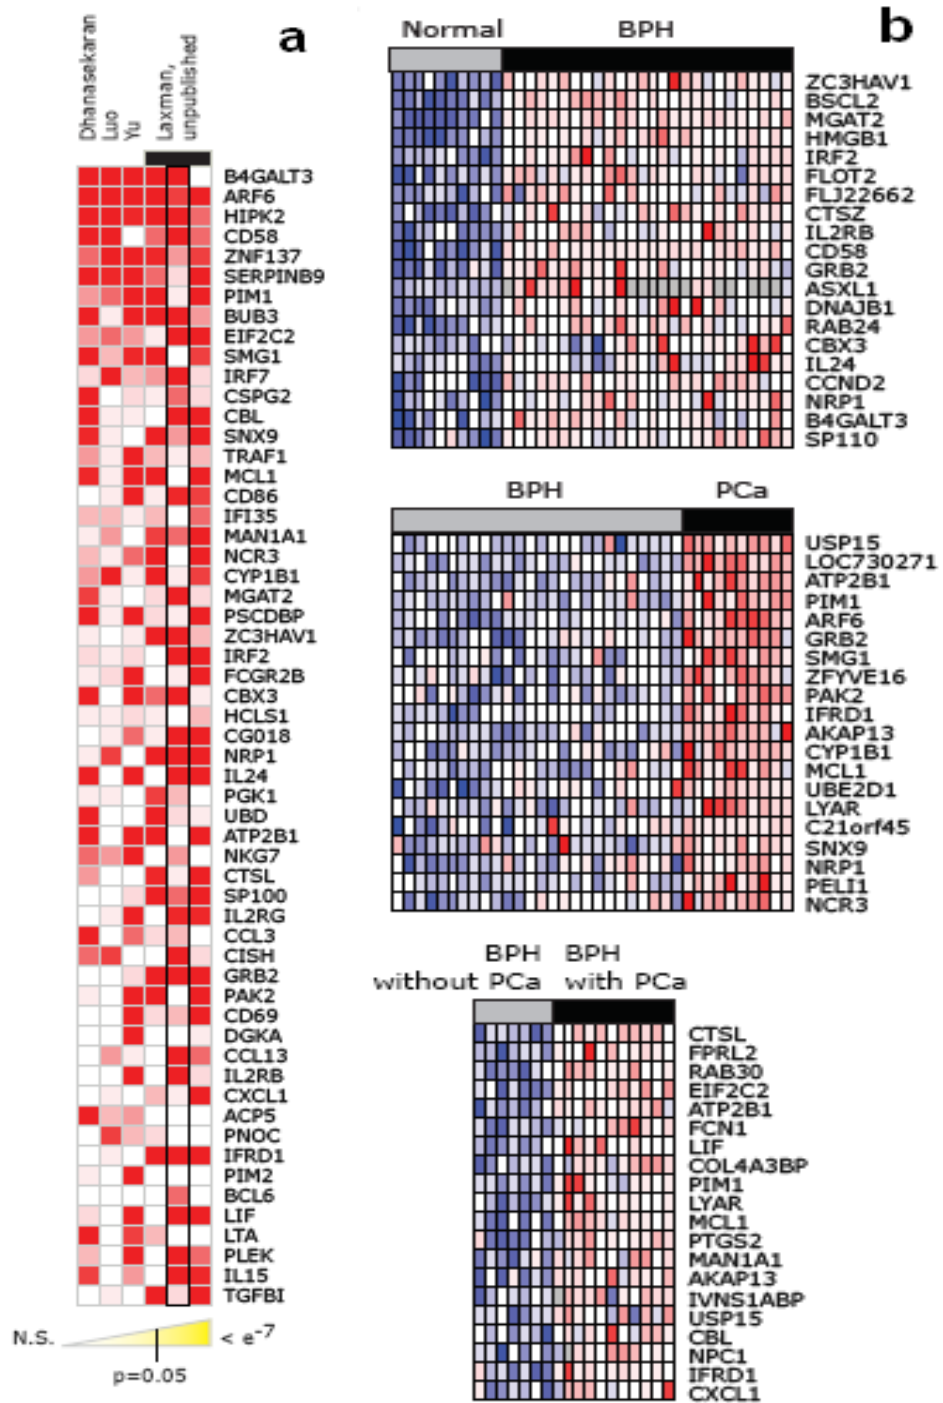 a
Dhanasekaran
Luo
Yu
Laxman,
unpublished
B4GALT3
ARF6
HIPK2
CD58
ZNF137
SERPINB9
PIM1
BUB3
EIF2C2
SMG1
IRF7
CSPG2
CBL
SNX9
TRAF1
MCL1
CD86
IFI35
MAN1A1
NCR3
CYP1B1
MGAT2
PSCDBP
ZC3HAV1
IRF2
FCGR2B
CBX3
HCLS1
CG018
NRP1
IL24
PGK1
UBD
ATP2B1
NKG7
CTSL
SP100
IL2RG
CCL3
CISH
GRB2
PAK2
CD69
DGKA
CCL13
IL2RB
CXCL1
ACP5
PNOC
IFRD1
PIM2
BCL6
LIF
LTA
PLEK
IL15
TGFBI
N.S. < e-7
p=0.05
b
Normal BPH
ZC3HAV1
BSCL2
MGAT2
HMGB1
IRF2
FLOT2
FLJ22662
CTSZ
IL2RB
CD58
GRB2
ASXL1
DNAJB1
RAB24
CBX3
IL24
CCND2
NRP1
B4GALT3
SP110
BPH PCa
USP15
LOC730271
ATP2B1
PIM1
ARF6
GRB2
SMG1
ZFYVE16
PAK2
IFRD1
AKAP13
CYP1B1
MCL1
UBE2D1
LYAR
C21orf45
SNX9
NRP1
PELI1
NCR3
BPH BPH
without PCa with PCa
CTSL
FPRL2
RAB30
EIF2C2
ATP2B1
FCN1
LIF
COL4A3BP
PIM1
LYAR
MCL1
PTGS2
MAN1A1
AKAP13
IVNS1ABP
USP15
CBL
NPC1
IFRD1
CXCL1